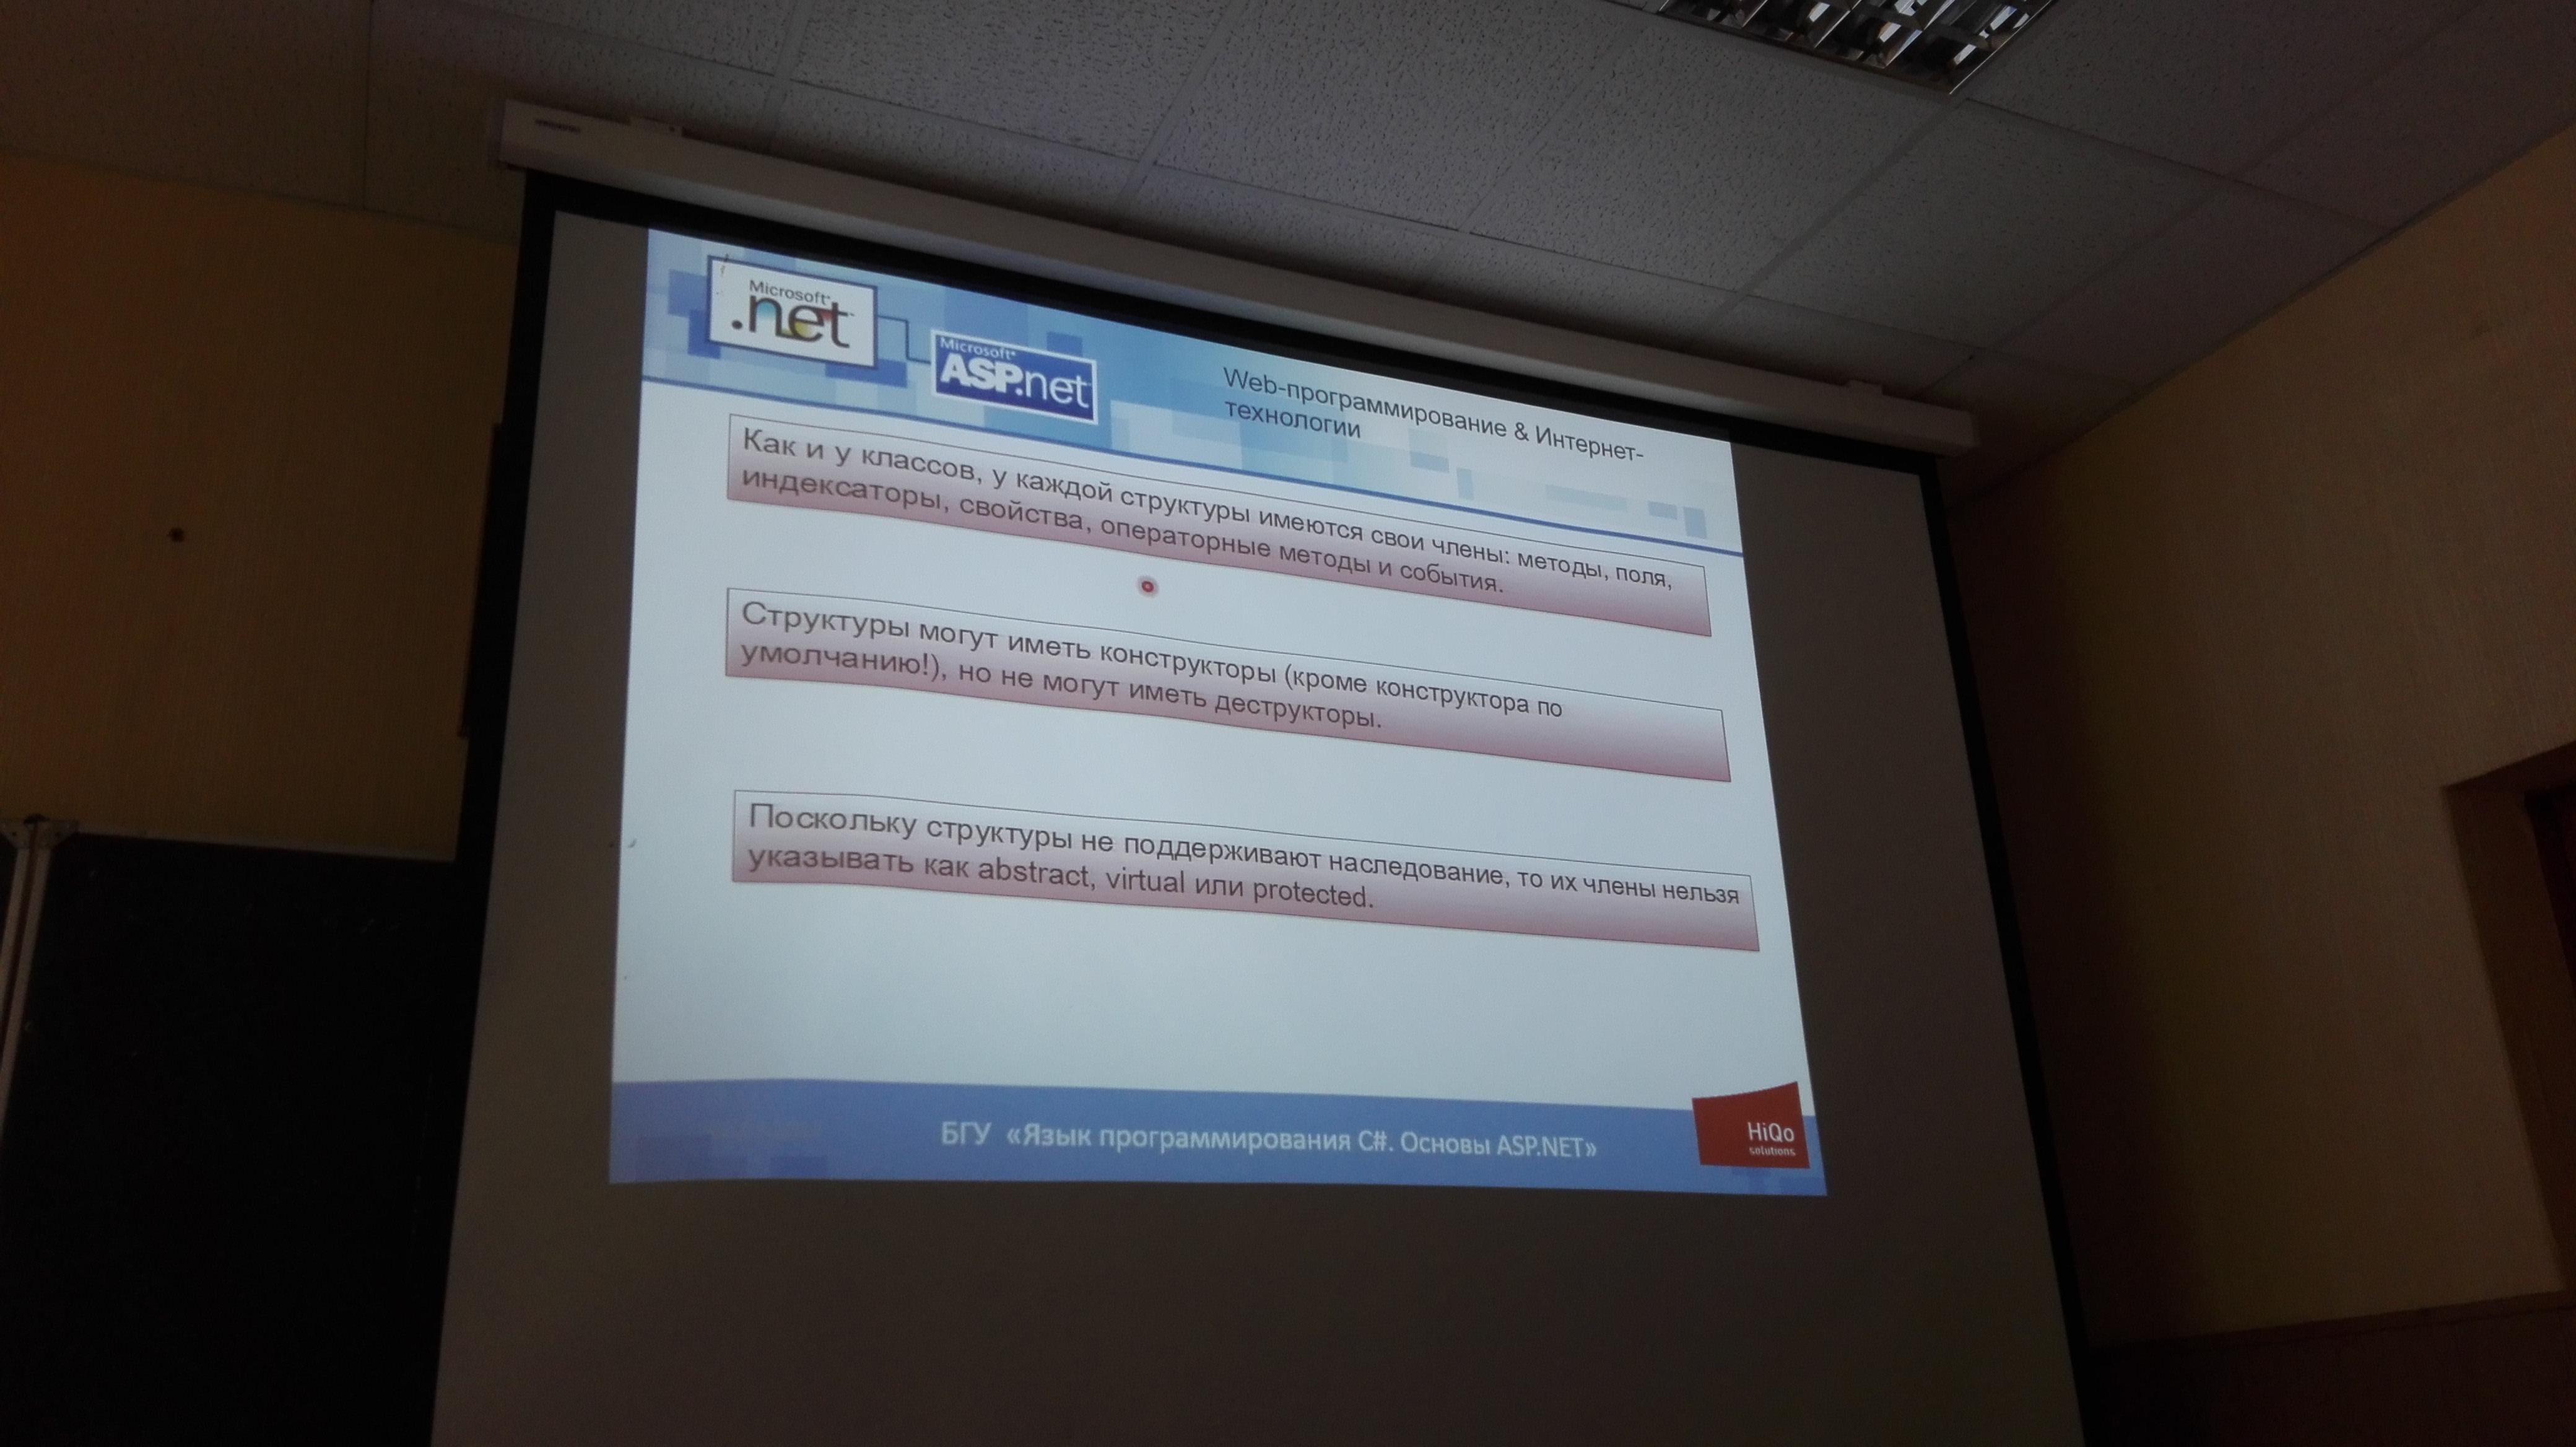 Microsoft
.net
Microsoft
ASP.net
Web-программирование & Интернет-
технологии
Как и у классов, у каждой структуры имеются свои члены: методы, поля,
индексаторы, свойства, операторные методы и события.
Структуры могут иметь конструкторы (кроме конструктора по
умолчанию!), но не могут иметь деструкторы.
Поскольку структуры не поддерживают наследование, то их члены нельзя
указывать как abstract, virtual или protected.
БГУ «Язык программирования C#. Основы ASP.NET»
HiQo
solutions